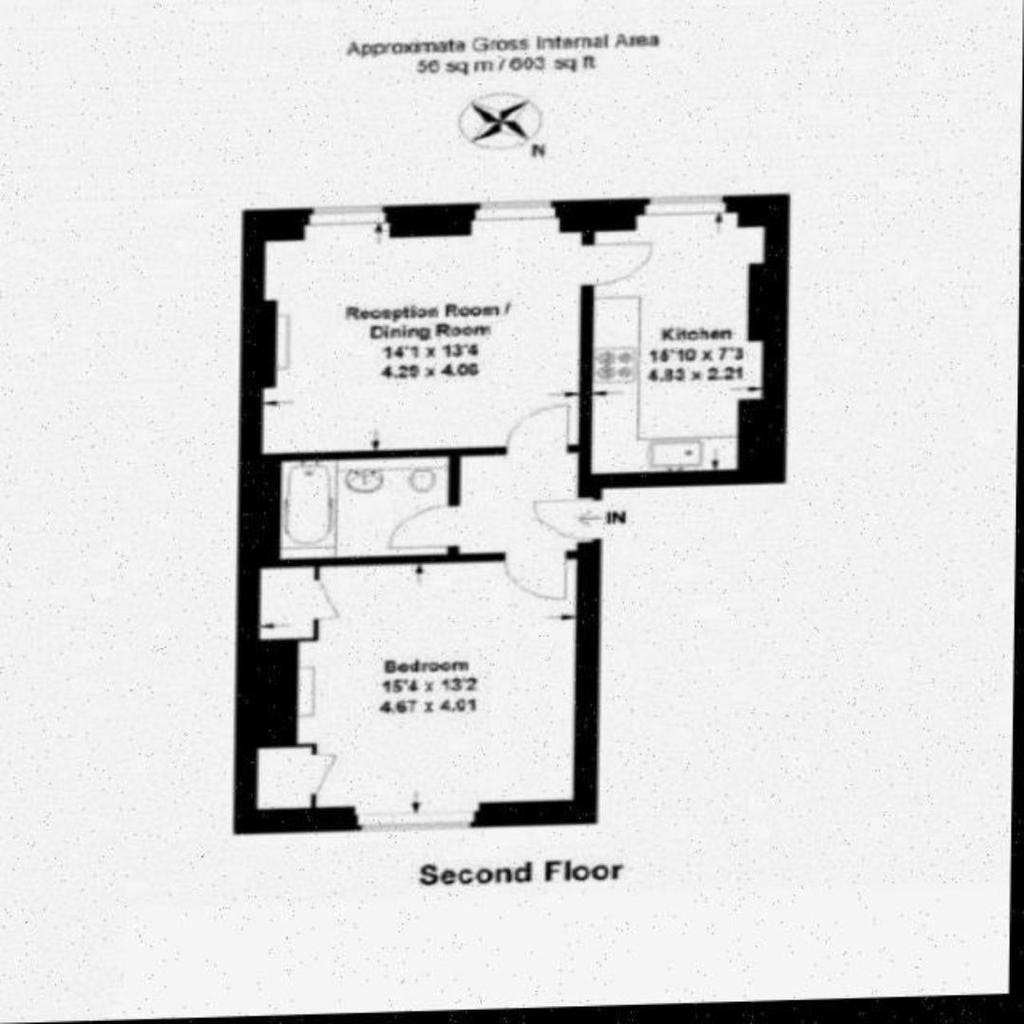 Approximate Gross Internal Area
56 sq m / 603 sq ft
N
Reception Room /
Dining Room
14'1 x 13'4
4.29 x 4.06
Kitchen
15'10 x 7'3
4.83 x 2.21
IN
Bedroom
15'4 x 13'2
4.67 x 4.01
Second Floor